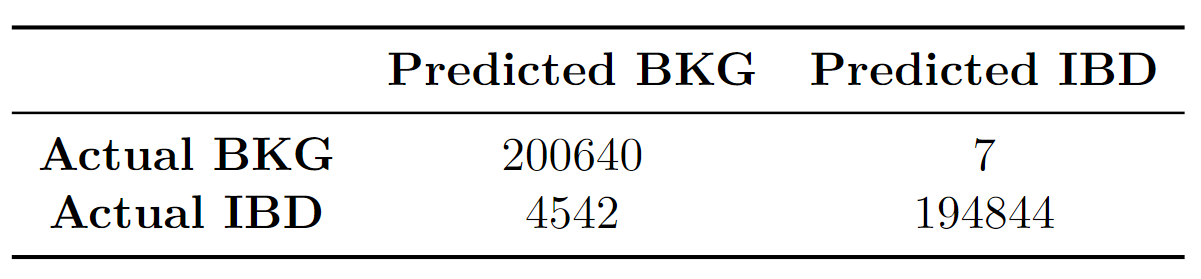 Predicted BKG Predicted IBD
Actual BKG 200640 7
Actual IBD 4542 194844